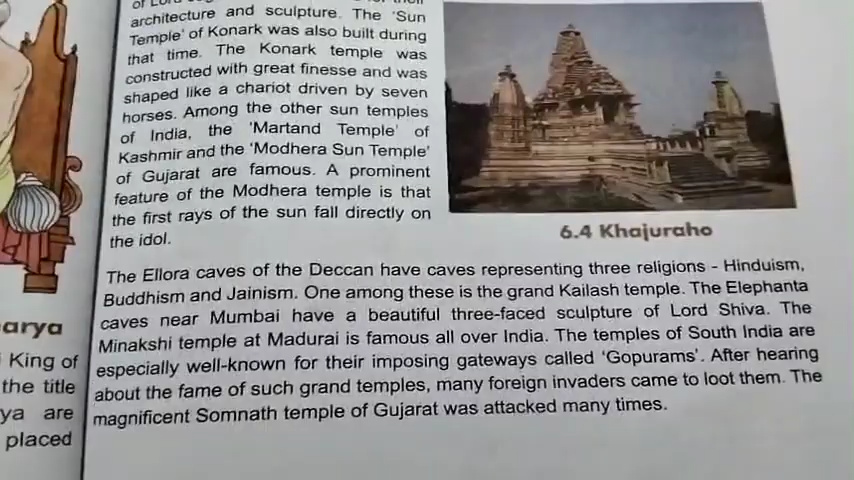 of Lord
architecture and sculpture. The 'Sun
Temple' of Konark was also built during
that time. The Konark temple was
constructed with great finesse and was
shaped like a chariot driven by seven
horses. Among the other sun temples
of India, the 'Martand Temple' of
Kashmir and the 'Modhera Sun Temple'
of Gujarat are famous. A prominent
feature of the Modhera temple is that
the first rays of the sun fall directly on
the idol.
6.4 Khajuraho
The Ellora caves of the Deccan have caves representing three religions - Hinduism,
Buddhism and Jainism. One among these is the grand Kailash temple. The Elephanta
caves near Mumbai have a beautiful three-faced sculpture of Lord Shiva. The
Minakshi temple at Madurai is famous all over India. The temples of South India are
especially well-known for their imposing gateways called 'Gopurams'. After hearing
about the fame of such grand temples, many foreign invaders came to loot them. The
magnificent Somnath temple of Gujarat was attacked many times.
arya
King of
the title
ya are
placed